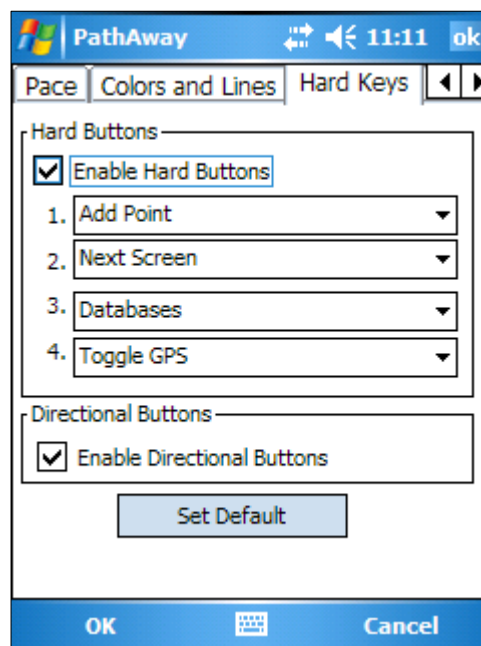 PathAway 11:11 ok
Pace Colors and Lines Hard Keys
Hard Buttons
Enable Hard Buttons
1. Add Point
2. Next Screen
3. Databases
4. Toggle GPS
Directional Buttons
Enable Directional Buttons
Set Default
OK Cancel